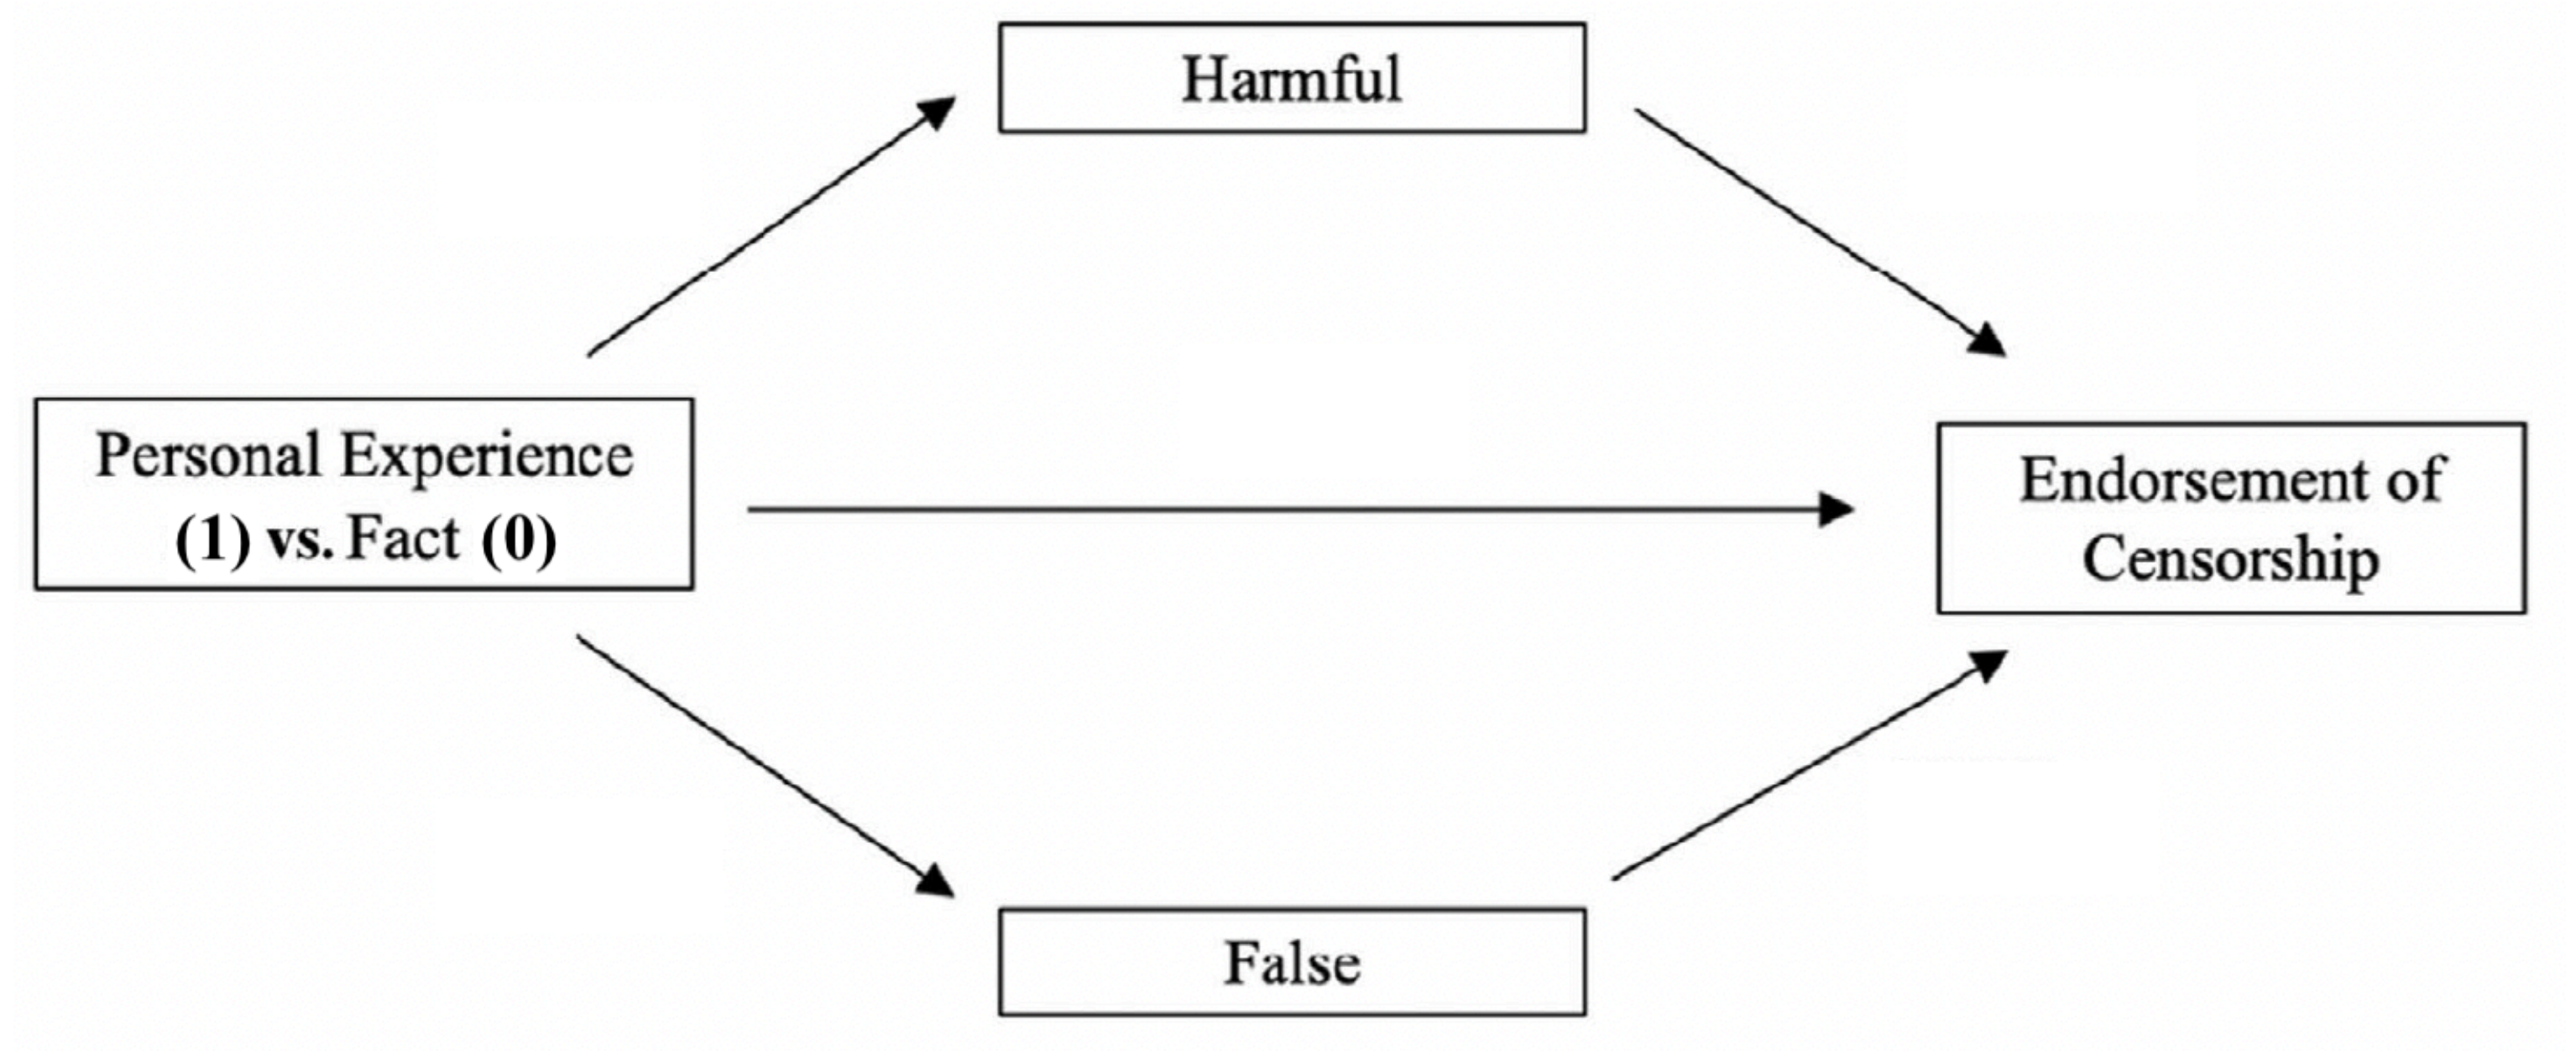 Harmful
Personal Experience
(1) vs. Fact (0)
Endorsement of
Censorship
False